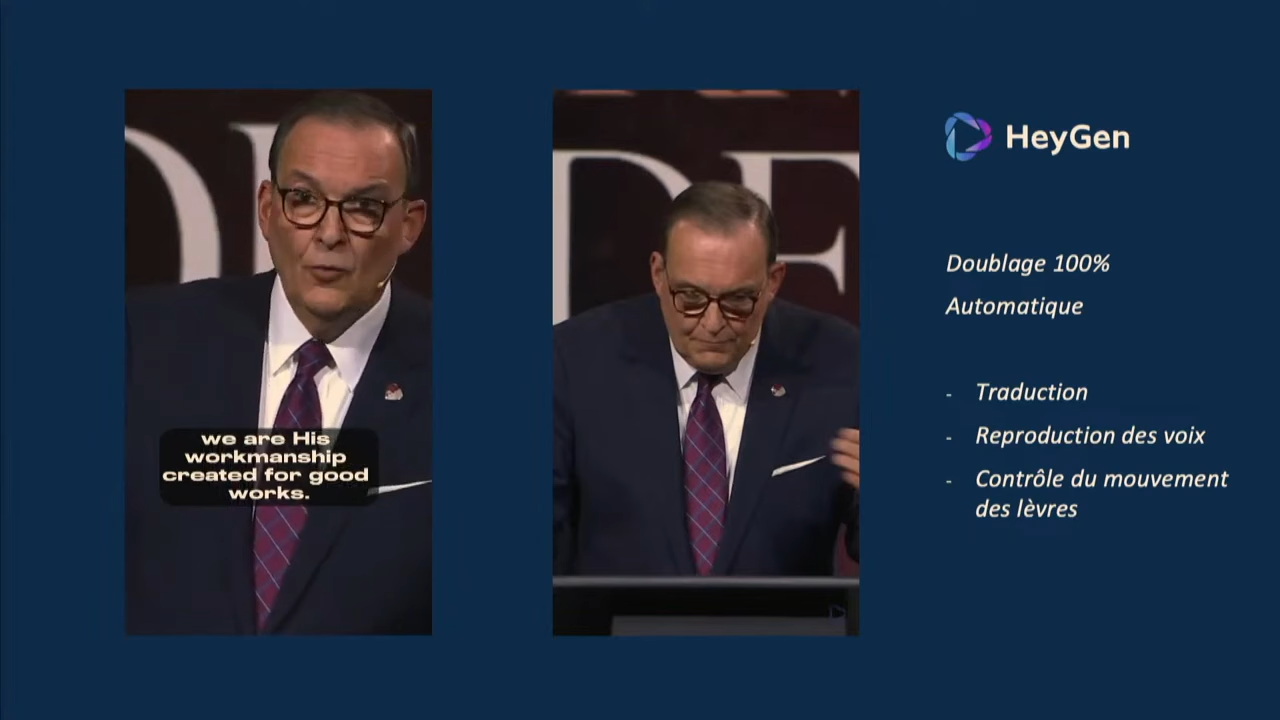 we are His
workmanship
created for good
works.
HeyGen
Doublage 100%
Automatique
- Traduction
- Reproduction des voix
- Contrôle du mouvement
des lèvres